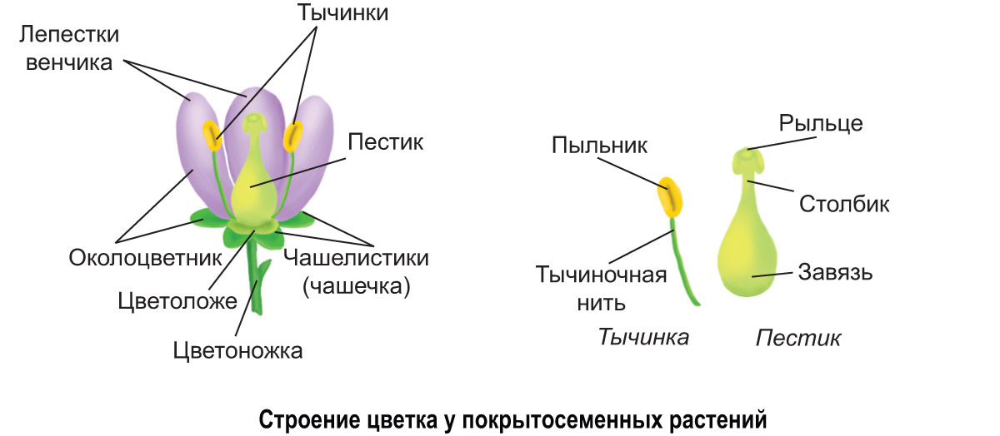 Тычинки
Лепестки
венчика
Пестик
Околоцветник
Чашелистики
(чашечка)
Цветоложе
Цветоножка
Рыльце
Пыльник
Столбик
Тычиночная
нить
Завязь
Тычинка
Пестик
Строение цветка у покрытосеменных растений